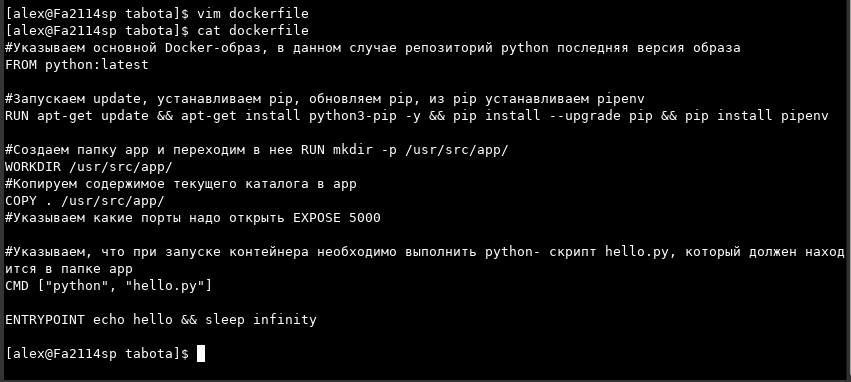 [alex@Fa2114sp tabota]$ vim dockerfile
[alex@Fa2114sp tabota]$ cat dockerfile
#Указываем основной Docker-образ, в данном случае репозиторий python последняя версия образа
FROM python:latest
#Запускаем update, устанавливаем pip, обновляем pip, из pip устанавливаем pipenv
RUN apt-get update && apt-get install python3-pip -y && pip install --upgrade pip && pip install pipenv
#Создаем папку app и переходим в нее RUN mkdir -p /usr/src/app/
WORKDIR /usr/src/app/
#Копируем содержимое текущего каталога в app
COPY . /usr/src/app/
#Указываем какие порты надо открыть EXPOSE 5000
#Указываем, что при запуске контейнера необходимо выполнить python- скрипт hello.py, который должен наход
ится в папке app
CMD ["python", "hello.py"]
ENTRYPOINT echo hello && sleep infinity
[alex@Fa2114sp tabota]$